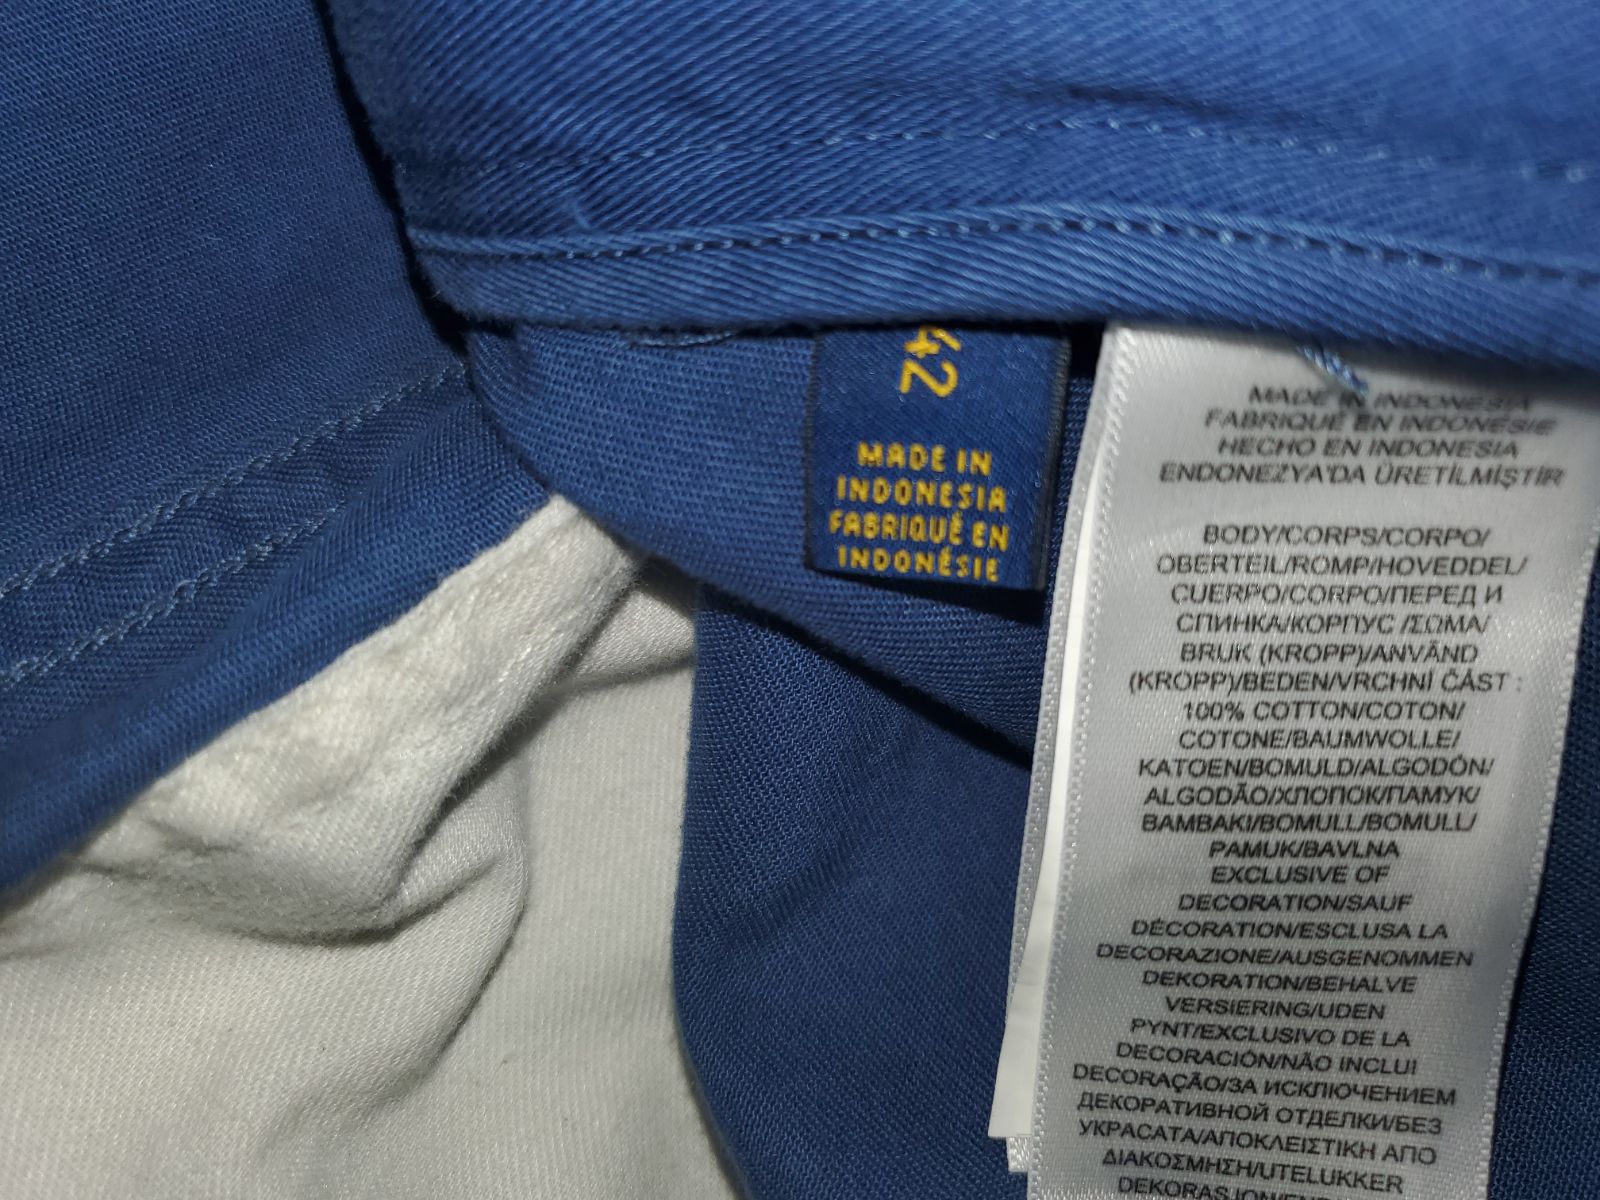 42
MADE IN
INDONESIA
FABRIQUÉ EN
INDONÉSIE
MADE IN INDONESIA
FABRIQUÉ EN INDONESIE
HECHO EN INDONESIA
ENDONEZYA'DA ÜRETİLMİŞTİR
BODY/CORPS/CORPO/
OBERTEIL/ROMP/HOVEDDEL/
CUERPO/CORPO/ПЕРЕД И
СПИНКА/КОРПУС /ΣΩΜΑ/
BRUK (KROPP)/ANVÄND
(KROPP)/BEDEN/VRCHNÍ ČÁST :
100% COTTON/COTON/
COTONE/BAUMWOLLE/
KATOEN/BOMULD/ALGODÓN/
ALGODÃO/ХЛОПОК/ПАМУК/
BAMBAKI/BOMULL/BOMULL/
PAMUK/BAVLNA
EXCLUSIVE OF
DECORATION/SAUF
DÉCORATION/ESCLUSA LA
DECORAZIONE/AUSGENOMMEN
DEKORATION/BEHALVE
VERSIERING/UDEN
PYNT/EXCLUSIVO DE LA
DECORACIÓN/NÃO INCLUI
DECORAÇÃO/ЗА ИСКЛЮЧЕНИЕМ
ДЕКОРАТИВНОЙ ОТДЕЛКИ/БЕЗ
УКРАСАТА/ΑΠΟΚΛΕΙΣΤΙΚΗ ΑΠΟ
ΔΙΑΚΟΣΜΗΣΗ/UTELUKKER